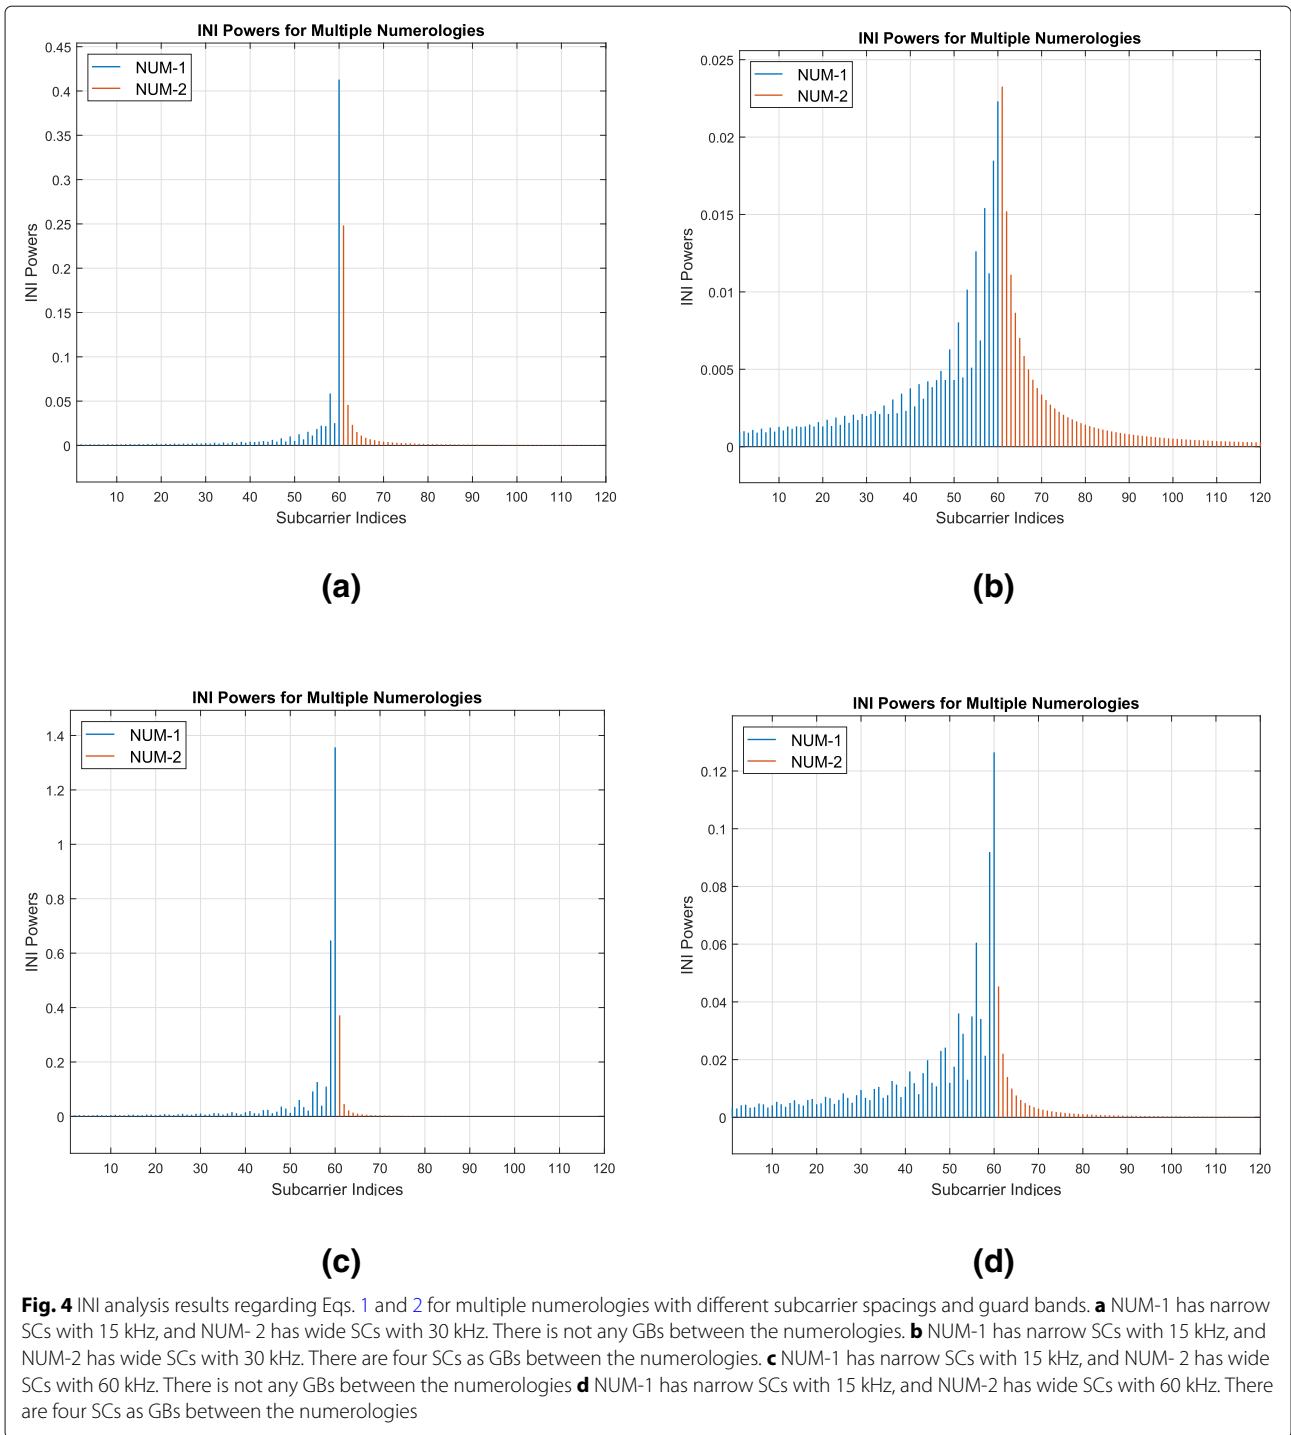 INI Powers for Multiple Numerologies
0.45
0.4
0.35
0.3
0.25
0.2
0.15
0.1
0.05
0
INI Powers
NUM-1
NUM-2
10 20 30 40 50 60 70 80 90 100 110 120
Subcarrier Indices
(a)
INI Powers for Multiple Numerologies
0.025
0.02
0.015
0.01
0.005
0
INI Powers
NUM-1
NUM-2
10 20 30 40 50 60 70 80 90 100 110 120
Subcarrier Indices
(b)
INI Powers for Multiple Numerologies
1.4
1.2
1
0.8
0.6
0.4
0.2
0
INI Powers
NUM-1
NUM-2
10 20 30 40 50 60 70 80 90 100 110 120
Subcarrier Indices
(c)
INI Powers for Multiple Numerologies
0.12
0.1
0.08
0.06
0.04
0.02
0
INI Powers
NUM-1
NUM-2
10 20 30 40 50 60 70 80 90 100 110 120
Subcarrier Indices
(d)
Fig. 4 INI analysis results regarding Eqs. 1 and 2 for multiple numerologies with different subcarrier spacings and guard bands. a NUM-1 has narrow
SCs with 15 kHz, and NUM- 2 has wide SCs with 30 kHz. There is not any GBs between the numerologies. b NUM-1 has narrow SCs with 15 kHz, and
NUM-2 has wide SCs with 30 kHz. There are four SCs as GBs between the numerologies. c NUM-1 has narrow SCs with 15 kHz, and NUM- 2 has wide
SCs with 60 kHz. There is not any GBs between the numerologies d NUM-1 has narrow SCs with 15 kHz, and NUM-2 has wide SCs with 60 kHz. There
are four SCs as GBs between the numerologies